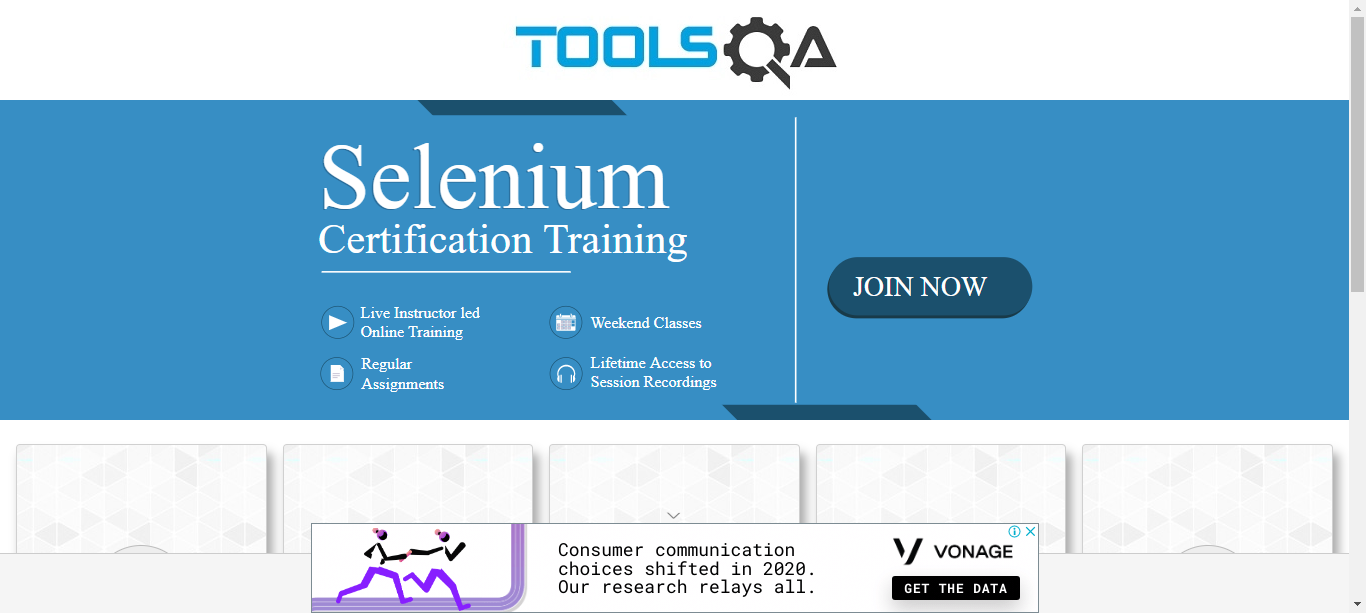 TOOLSQA
Selenium
Certification Training
Live Instructor led
Online Training
Weekend Classes
Regular
Assignments
Lifetime Access to
Session Recordings
JOIN NOW
Consumer communication
choices shifted in 2020.
Our research relays all.
VONAGE
GET THE DATA